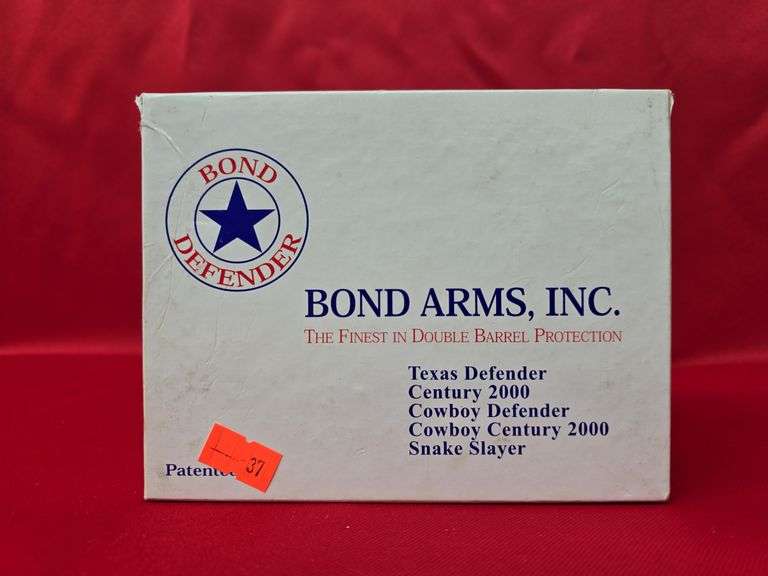 BOND
DEFENDER
BOND ARMS, INC.
THE FINEST IN DOUBLE BARREL PROTECTION
Texas Defender
Century 2000
Cowboy Defender
Cowboy Century 2000
Snake Slayer
37